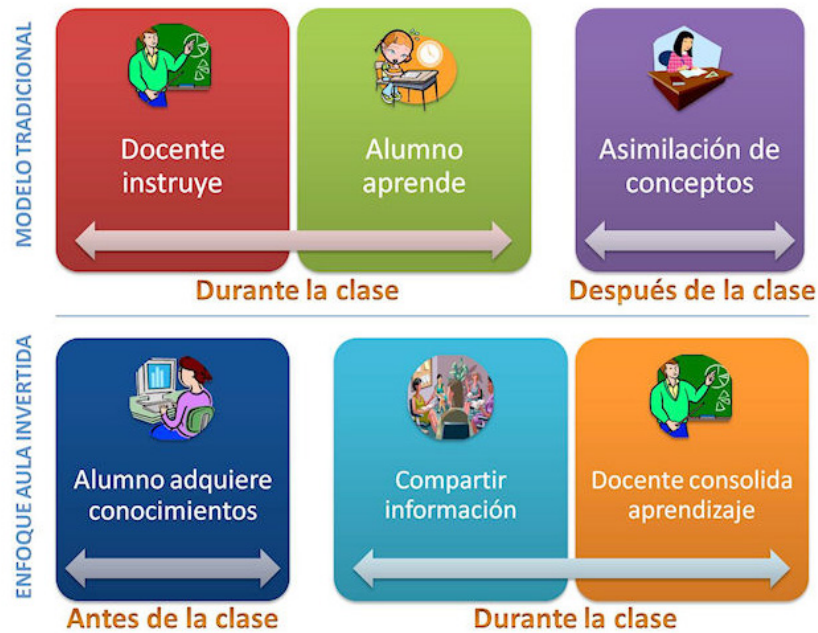 MODELO TRADICIONAL
Docente
instruye
Alumno
aprende
Asimilación de
conceptos
Durante la clase
Después de la clase
ENFOQUE AULA INVERTIDA
Alumno adquiere
conocimientos
Compartir
información
Docente consolida
aprendizaje
Antes de la clase
Durante la clase